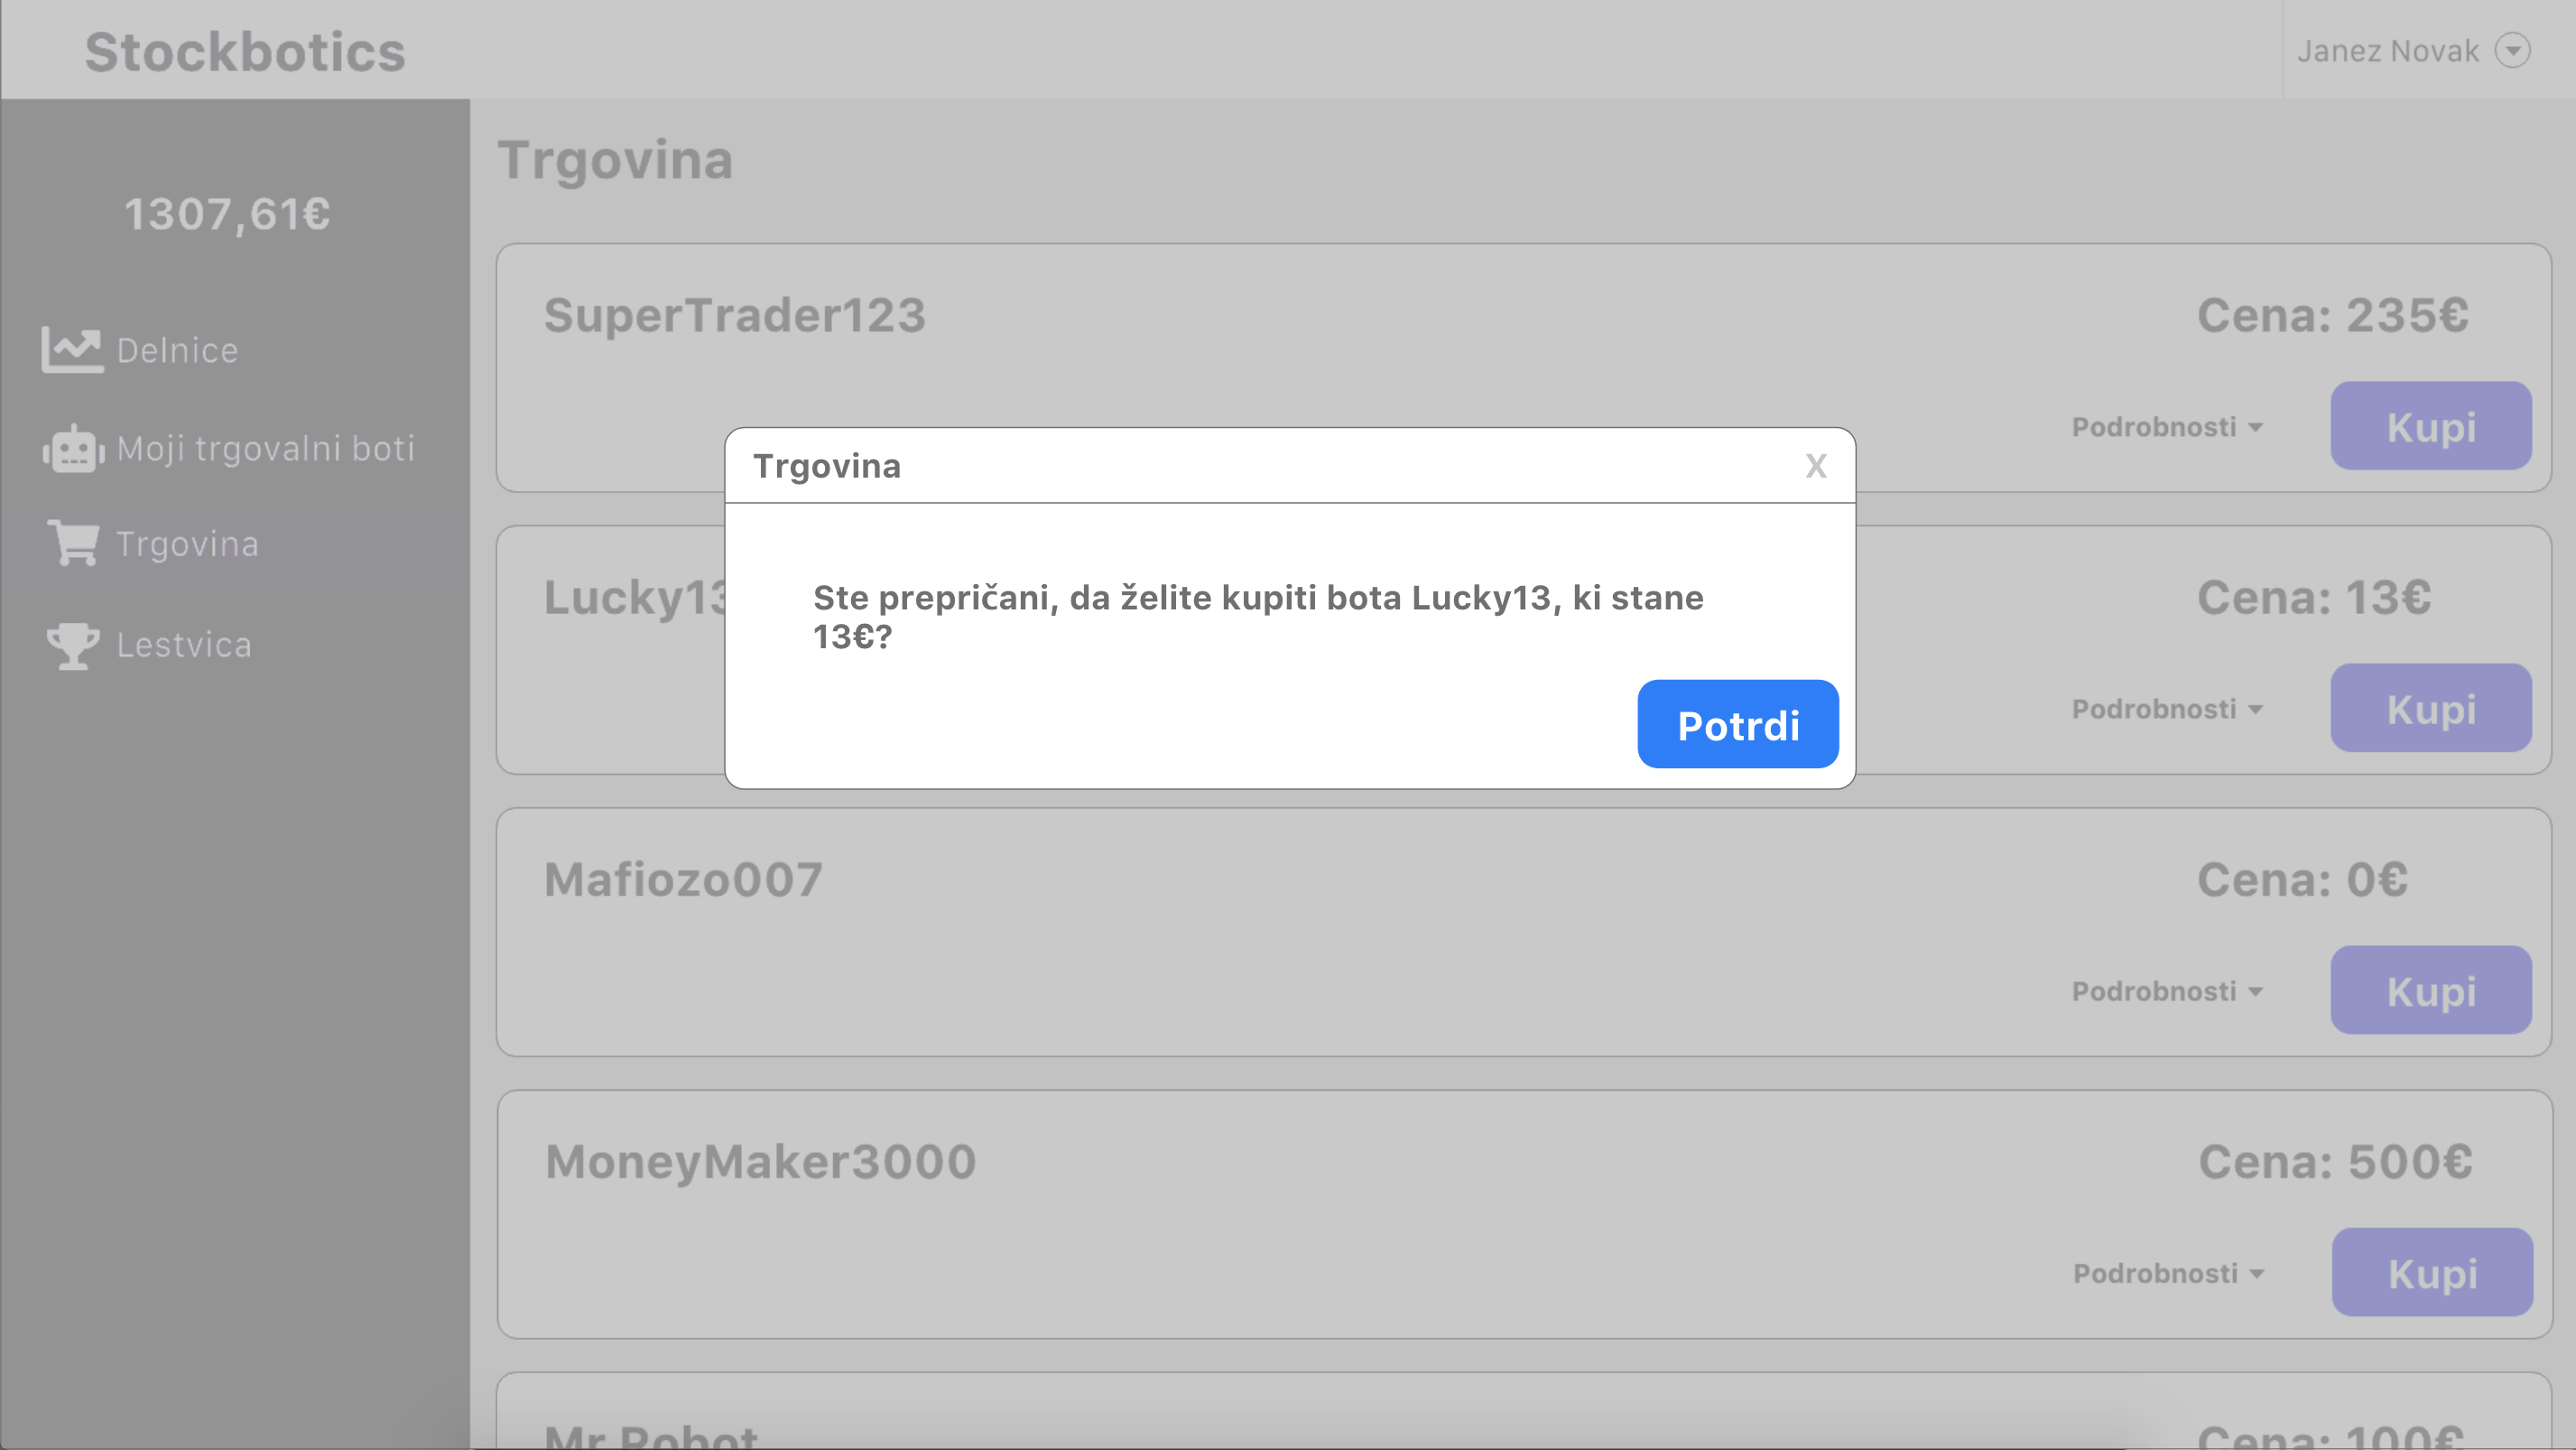 Stockbotics
Janez Novak
1307,61€
Delnice
Moji trgovalni boti
Trgovina
Lestvica
Trgovina
SuperTrader123
Cena: 235€
Podrobnosti
Kupi
Trgovina
X
Ste prepričani, da želite kupiti bota Lucky13, ki stane
13€?
Potrdi
Lucky13
Cena: 13€
Podrobnosti
Kupi
Mafiozo007
Cena: 0€
Podrobnosti
Kupi
MoneyMaker3000
Cena: 500€
Podrobnosti
Kupi
Mr Robot
Cena: 100€